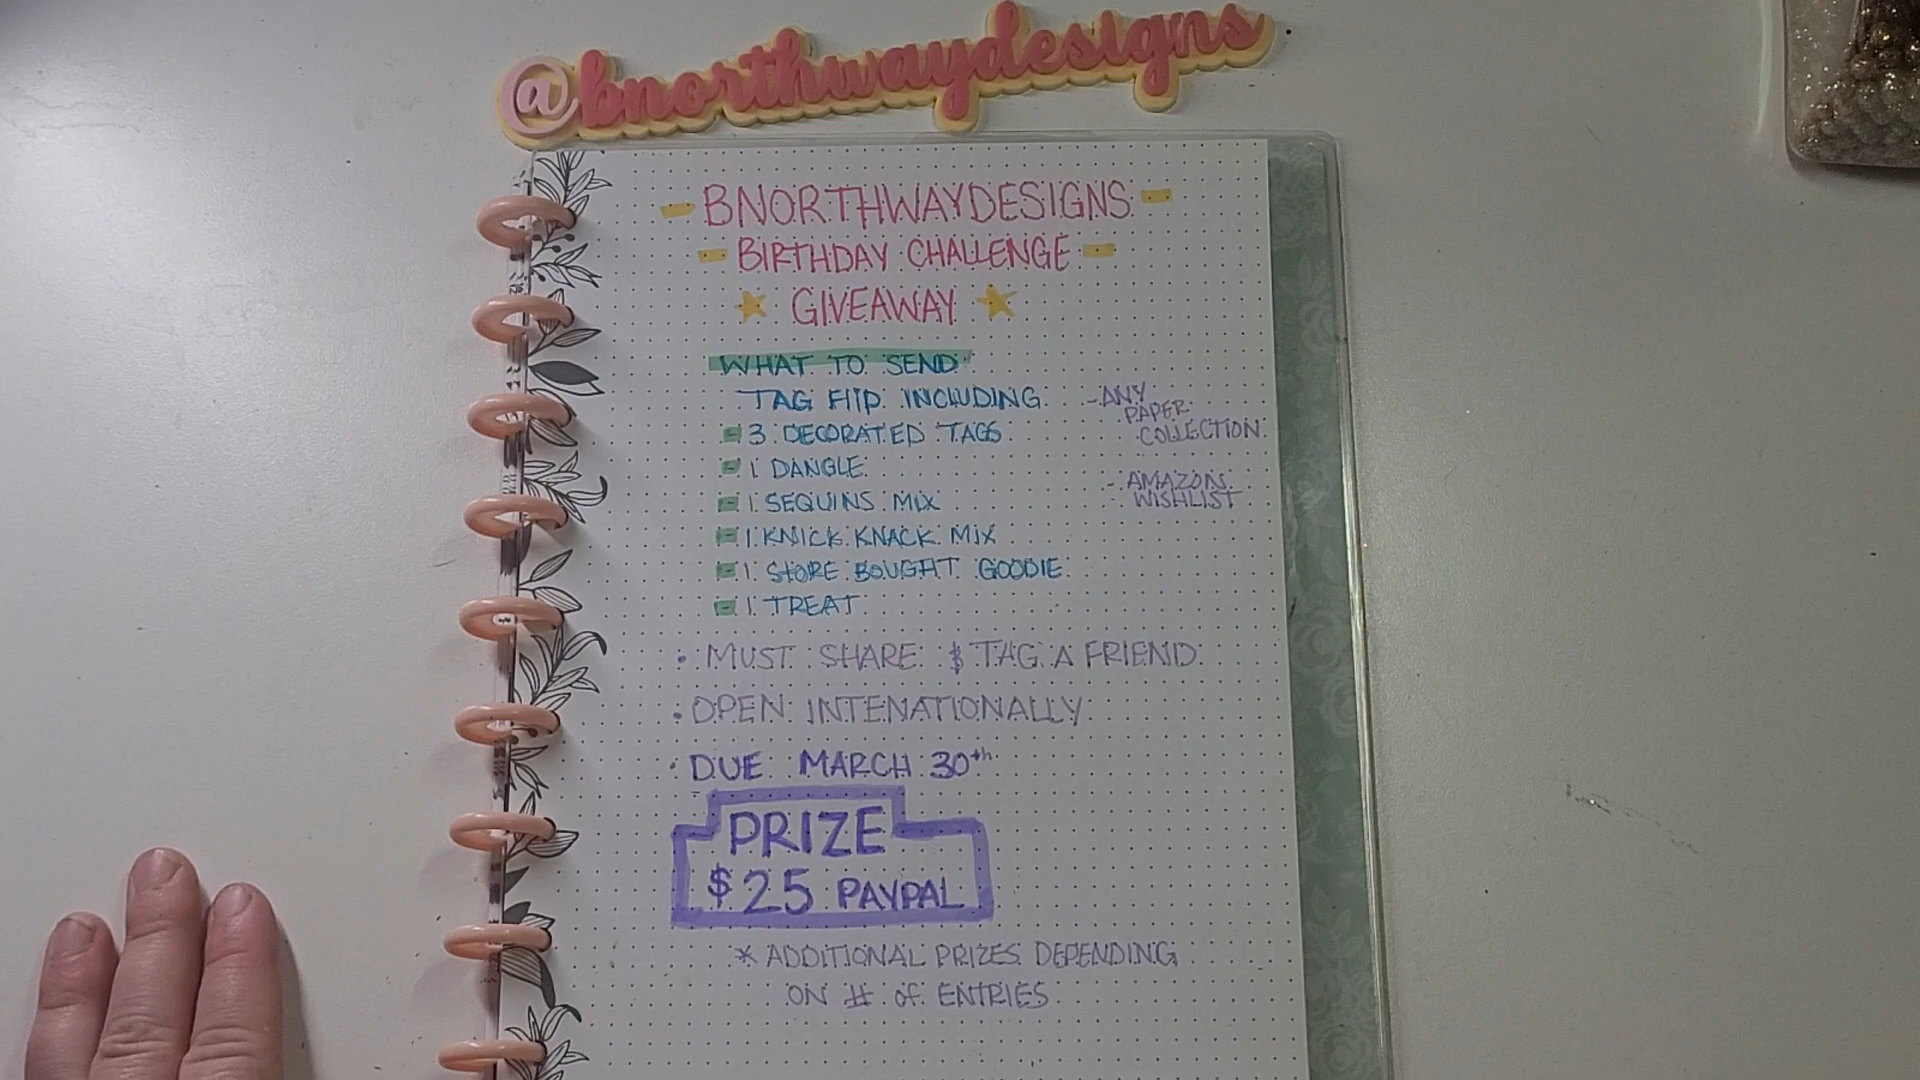 @bnorthwaydesigns
- BNORTHWAYDESIGNS -
- BIRTHDAY CHALLENGE -
GIVEAWAY
WHAT TO SEND
TAG FLIP INCLUDING
- 3 DECORATED TAGS
- 1 DANGLE
- 1 SEQUINS MIX
- 1 KNICK KNACK MIX
- 1 STORE BOUGHT GOODIE
- 1 TREAT
- ANY
PAPER
COLLECTION
- AMAZON
WISHLIST
• MUST SHARE $ TAG A FRIEND
• OPEN INTENATIONALLY
• DUE MARCH 30th
PRIZE
$25 PAYPAL
* ADDITIONAL PRIZES DEPENDING
ON # of ENTRIES